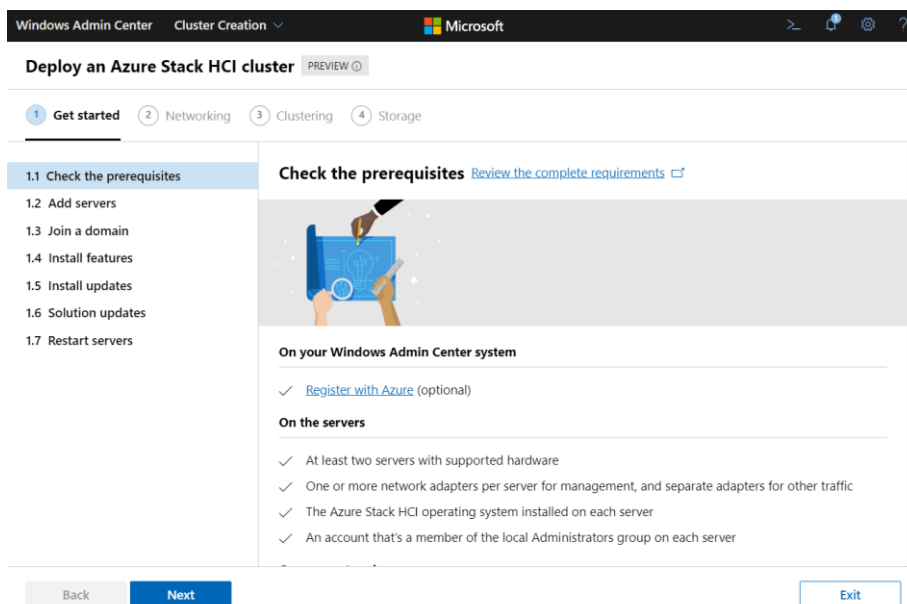 Windows Admin Center Cluster Creation Microsoft >_ 1 ?
Deploy an Azure Stack HCI cluster PREVIEW
1 Get started 2 Networking 3 Clustering 4 Storage
1.1 Check the prerequisites
1.2 Add servers
1.3 Join a domain
1.4 Install features
1.5 Install updates
1.6 Solution updates
1.7 Restart servers
Check the prerequisites Review the complete requirements
On your Windows Admin Center system
Register with Azure (optional)
On the servers
At least two servers with supported hardware
One or more network adapters per server for management, and separate adapters for other traffic
The Azure Stack HCI operating system installed on each server
An account that's a member of the local Administrators group on each server
Back Next Exit